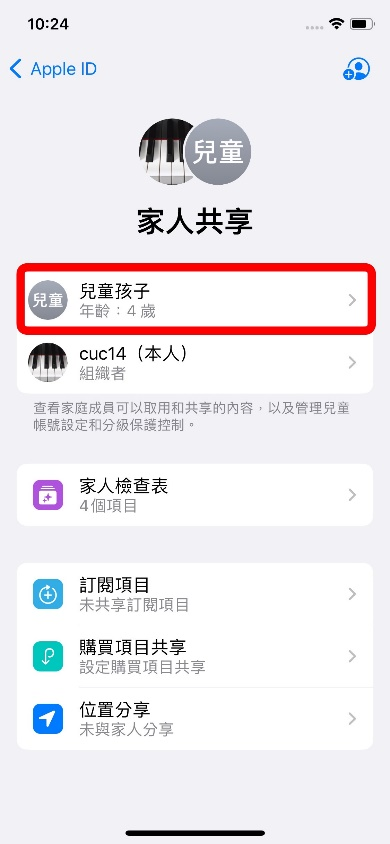 10:24
Apple ID
兒童
家人共享
兒童
兒童孩子
年齡：4 歲
cuc14（本人）
組織者
查看家庭成員可以取用和共享的內容，以及管理兒童
帳號設定和分級保護控制。
家人檢查表
4個項目
訂閱項目
未共享訂閱項目
購買項目共享
設定購買項目共享
位置分享
未與家人分享